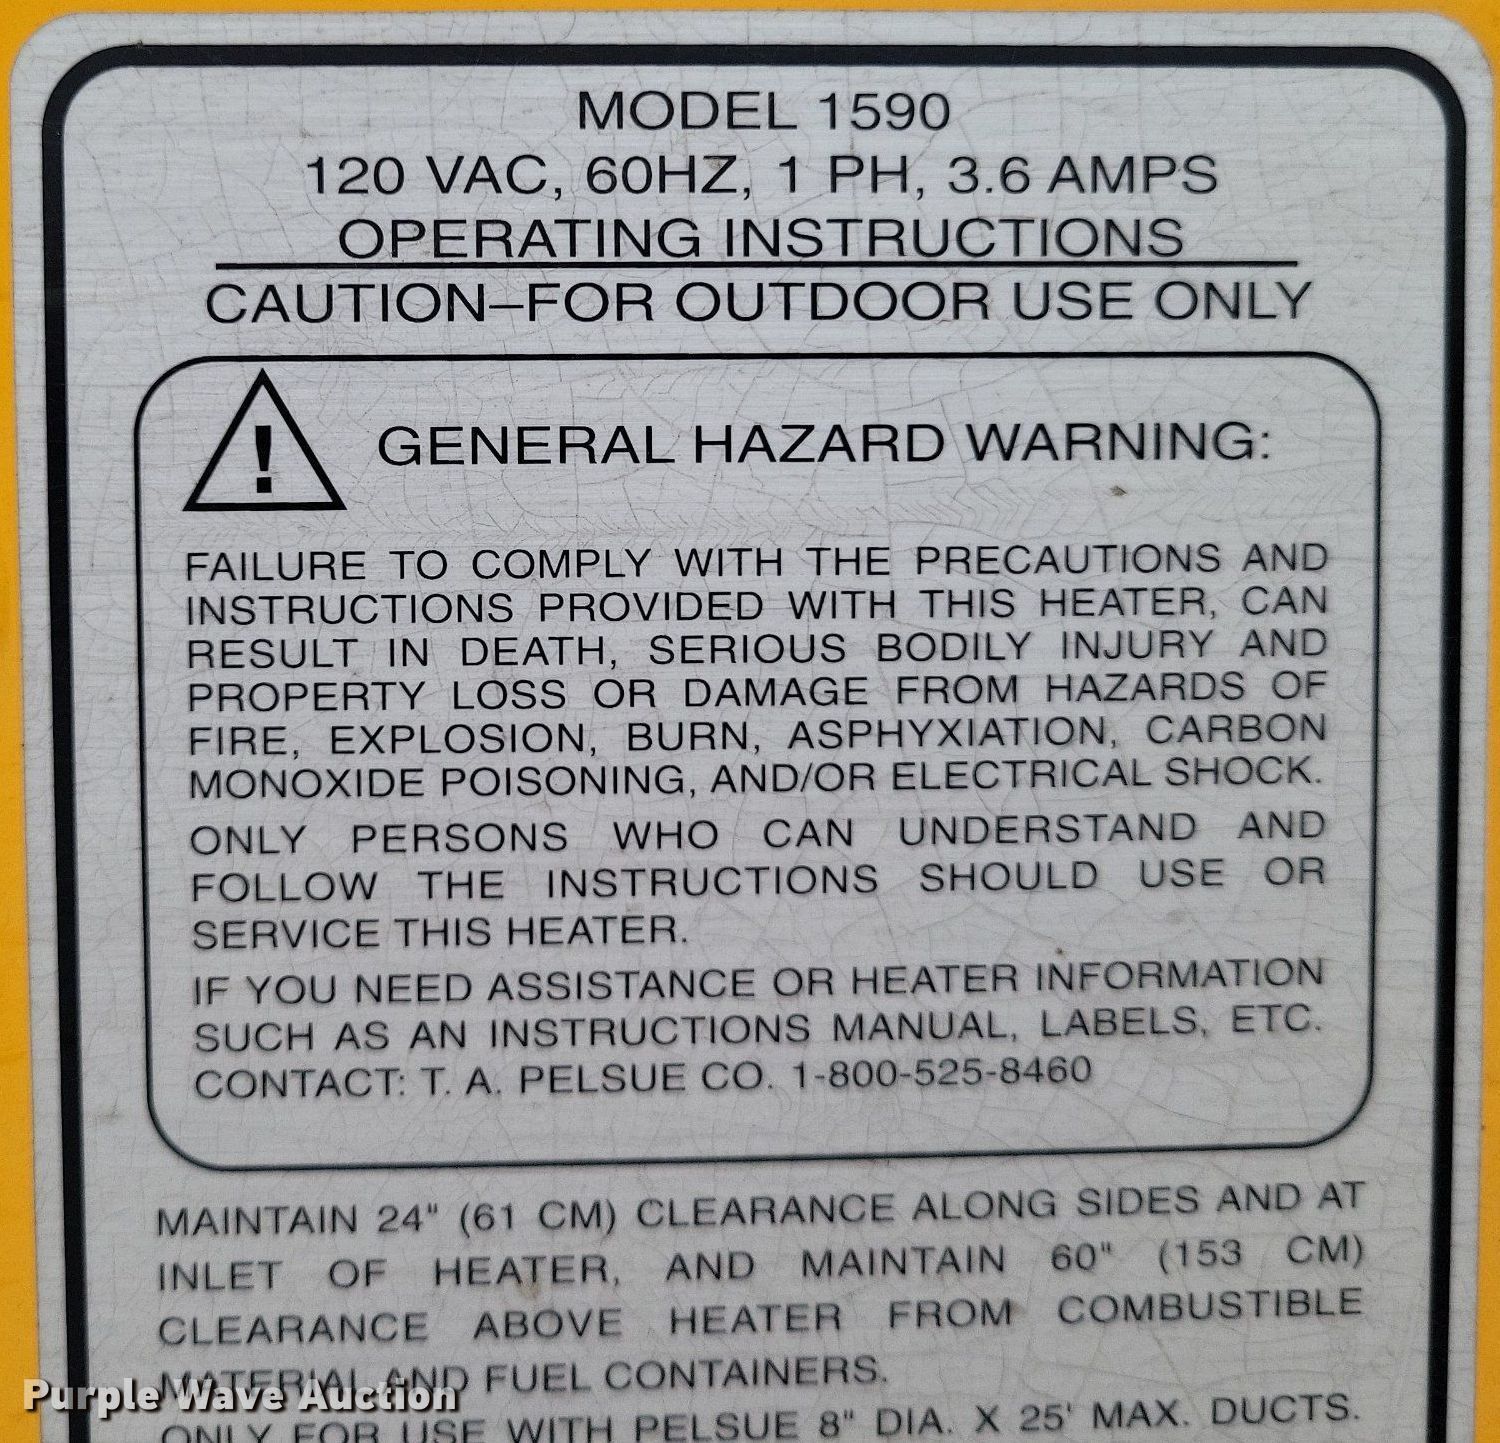 MODEL 1590
120 VAC, 60HZ, 1 PH, 3.6 AMPS
OPERATING INSTRUCTIONS
CAUTION–FOR OUTDOOR USE ONLY
! GENERAL HAZARD WARNING:
FAILURE TO COMPLY WITH THE PRECAUTIONS AND
INSTRUCTIONS PROVIDED WITH THIS HEATER, CAN
RESULT IN DEATH, SERIOUS BODILY INJURY AND
PROPERTY LOSS OR DAMAGE FROM HAZARDS OF
FIRE, EXPLOSION, BURN, ASPHYXIATION, CARBON
MONOXIDE POISONING, AND/OR ELECTRICAL SHOCK.
ONLY PERSONS WHO CAN UNDERSTAND AND
FOLLOW THE INSTRUCTIONS SHOULD USE OR
SERVICE THIS HEATER.
IF YOU NEED ASSISTANCE OR HEATER INFORMATION
SUCH AS AN INSTRUCTIONS MANUAL, LABELS, ETC.
CONTACT: T. A. PELSUE CO. 1-800-525-8460
MAINTAIN 24" (61 CM) CLEARANCE ALONG SIDES AND AT
INLET OF HEATER, AND MAINTAIN 60" (153 CM)
CLEARANCE ABOVE HEATER FROM COMBUSTIBLE
MATERIAL AND FUEL CONTAINERS.
Purple Wave Auction
ONLY FOR USE WITH PELSUE 8" DIA. X 25' MAX. DUCTS.